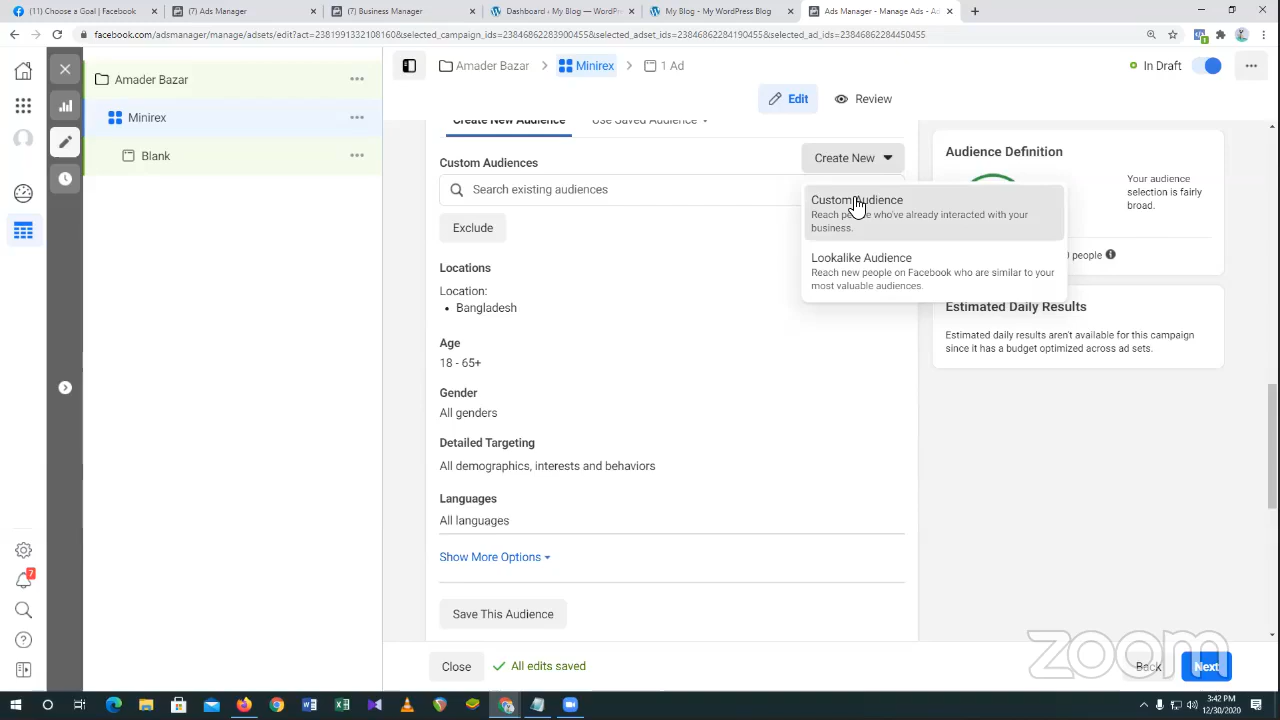 (11) Choose a Goal | Facebook
(7) Ads Manager
(7) Business Manager
Dashboard ‹ My Blog — WordPr
My Blog - My WordPress Blog
Ads Manager - Manage Ads - Ad
facebook.com/adsmanager/manage/adsets/edit?act=2381991332108160&selected_campaign_ids=23846862283900455&selected_adset_ids=23846862284190455&selected_ad_ids=23846862284450455
Amader Bazar
Minirex
Blank
Amader Bazar
Minirex
1 Ad
In Draft
Edit
Review
Create New Audience
Use Saved Audience
Custom Audiences
Create New
Search existing audiences
Exclude
Custom Audience
Reach people who've already interacted with your
business.
Lookalike Audience
Reach new people on Facebook who are similar to your
most valuable audiences.
Locations
Location:
• Bangladesh
Age
18 - 65+
Gender
All genders
Detailed Targeting
All demographics, interests and behaviors
Languages
All languages
Show More Options
Save This Audience
Audience Definition
Your audience
selection is fairly
broad.
people
Estimated Daily Results
Estimated daily results aren't available for this campaign
since it has a budget optimized across ad sets.
Close
All edits saved
Back
Next
zoom
7
3:42 PM
12/30/2020